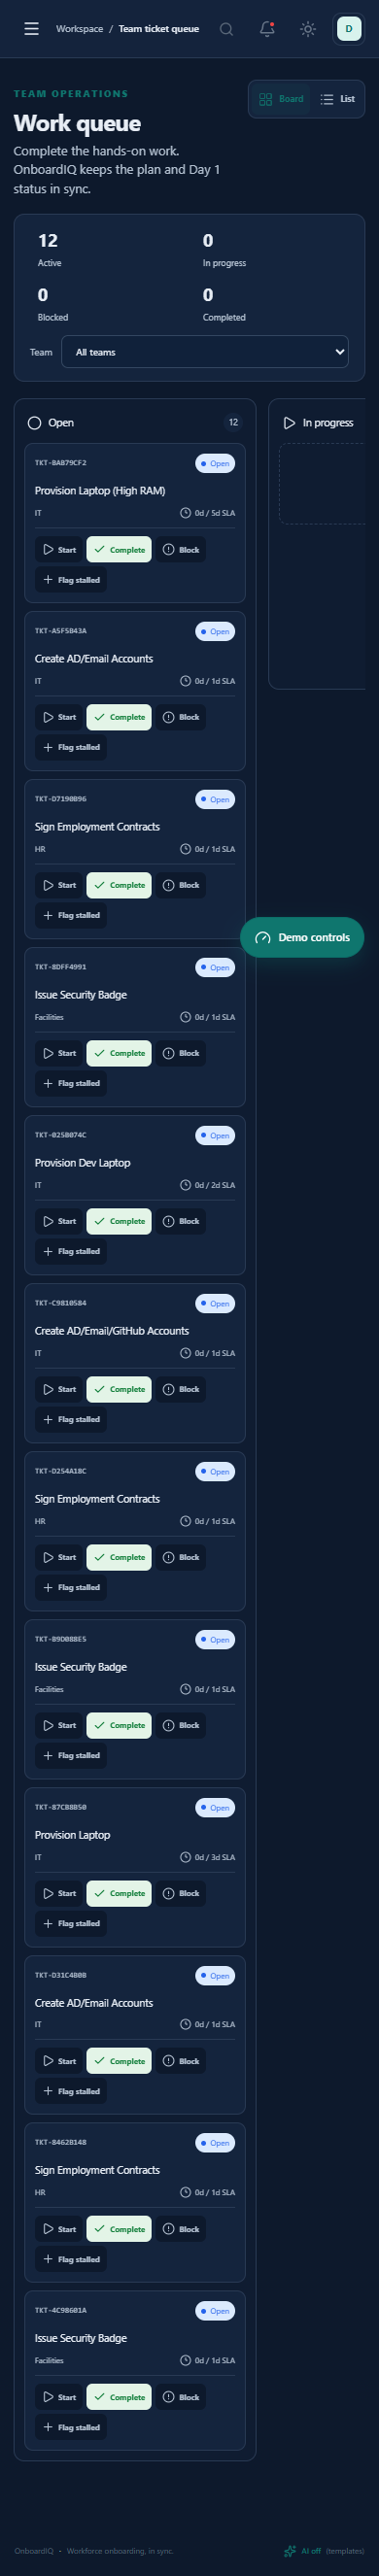 Workspace / Team ticket queue
D
TEAM OPERATIONS
Board
List
Work queue
Complete the hands-on work.
OnboardIQ keeps the plan and Day 1
status in sync.
12
0
Active
In progress
0
0
Blocked
Completed
Team
All teams
Open
12
In progress
TKT-BAB79CF2
Open
Provision Laptop (High RAM)
IT
0d / 5d SLA
Start
Complete
Block
Flag stalled
TKT-A5F5B43A
Open
Create AD/Email Accounts
IT
0d / 1d SLA
Start
Complete
Block
Flag stalled
TKT-D7190B96
Open
Sign Employment Contracts
HR
0d / 1d SLA
Start
Complete
Block
Flag stalled
Demo controls
TKT-8DFF4991
Open
Issue Security Badge
Facilities
0d / 1d SLA
Start
Complete
Block
Flag stalled
TKT-025B074C
Open
Provision Dev Laptop
IT
0d / 2d SLA
Start
Complete
Block
Flag stalled
TKT-C9810584
Open
Create AD/Email/GitHub Accounts
IT
0d / 1d SLA
Start
Complete
Block
Flag stalled
TKT-D254A18C
Open
Sign Employment Contracts
HR
0d / 1d SLA
Start
Complete
Block
Flag stalled
TKT-B9D088E5
Open
Issue Security Badge
Facilities
0d / 1d SLA
Start
Complete
Block
Flag stalled
TKT-87CB8B50
Open
Provision Laptop
IT
0d / 3d SLA
Start
Complete
Block
Flag stalled
TKT-D31C4B0B
Open
Create AD/Email Accounts
IT
0d / 1d SLA
Start
Complete
Block
Flag stalled
TKT-8462B148
Open
Sign Employment Contracts
HR
0d / 1d SLA
Start
Complete
Block
Flag stalled
TKT-4C98601A
Open
Issue Security Badge
Facilities
0d / 1d SLA
Start
Complete
Block
Flag stalled
OnboardIQ • Workforce onboarding, in sync.
AI off (templates)